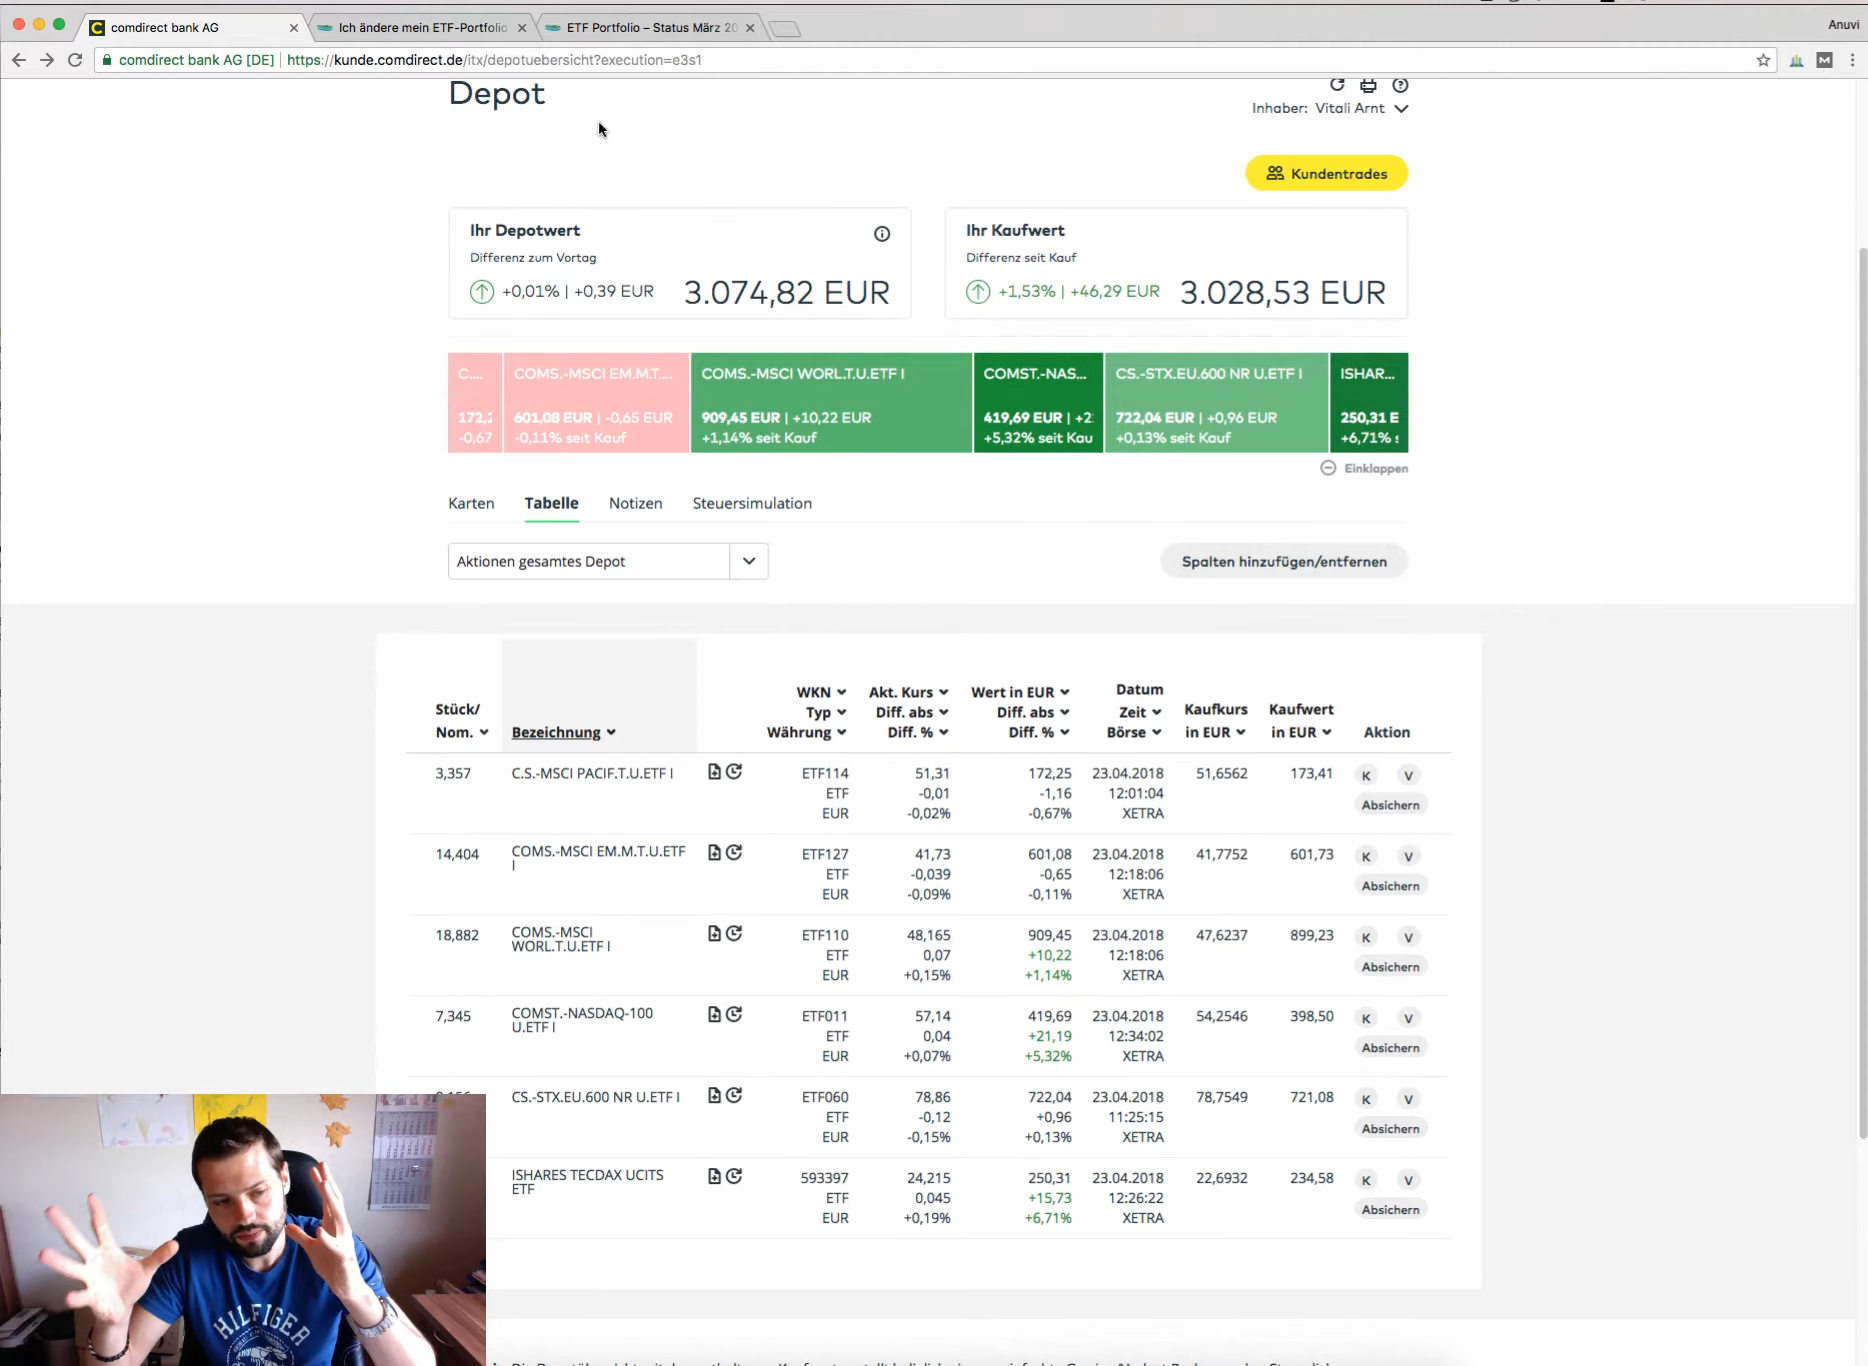 Anuvi
comdirect bank AG
Ich ändere mein ETF-Portfolio
ETF Portfolio – Status März 20
comdirect bank AG [DE] | https://kunde.comdirect.de/itx/depotuebersicht?execution=e3s1
Depot
Inhaber: Vitali Arnt
Kundentrades
Ihr Depotwert
Differenz zum Vortag
+0,01% | +0,39 EUR 3.074,82 EUR
Ihr Kaufwert
Differenz seit Kauf
+1,53% | +46,29 EUR 3.028,53 EUR
C....
172,2
-0,67
COMS.-MSCI EM.M.T....
601,08 EUR | -0,65 EUR
-0,11% seit Kauf
COMS.-MSCI WORL.T.U.ETF I
909,45 EUR | +10,22 EUR
+1,14% seit Kauf
COMST.-NAS...
419,69 EUR | +2
+5,32% seit Kau
CS.-STX.EU.600 NR U.ETF I
722,04 EUR | +0,96 EUR
+0,13% seit Kauf
ISHAR...
250,31 E
+6,71% s
Einklappen
Karten Tabelle Notizen Steuersimulation
Aktionen gesamtes Depot
Spalten hinzufügen/entfernen
Stück/
Nom.
Bezeichnung
WKN
Typ
Währung
Akt. Kurs
Diff. abs
Diff. %
Wert in EUR
Diff. abs
Diff. %
Datum
Zeit
Börse
Kaufkurs
in EUR
Kaufwert
in EUR
Aktion
3,357 C.S.-MSCI PACIF.T.U.ETF I ETF114 51,31 172,25 23.04.2018 51,6562 173,41 K V
ETF -0,01 -1,16 12:01:04 Absichern
EUR -0,02% -0,67% XETRA
14,404 COMS.-MSCI EM.M.T.U.ETF I ETF127 41,73 601,08 23.04.2018 41,7752 601,73 K V
ETF -0,039 -0,65 12:18:06 Absichern
EUR -0,09% -0,11% XETRA
18,882 COMS.-MSCI WORL.T.U.ETF I ETF110 48,165 909,45 23.04.2018 47,6237 899,23 K V
ETF 0,07 +10,22 12:18:06 Absichern
EUR +0,15% +1,14% XETRA
7,345 COMST.-NASDAQ-100 U.ETF I ETF011 57,14 419,69 23.04.2018 54,2546 398,50 K V
ETF 0,04 +21,19 12:34:02 Absichern
EUR +0,07% +5,32% XETRA
CS.-STX.EU.600 NR U.ETF I ETF060 78,86 722,04 23.04.2018 78,7549 721,08 K V
ETF -0,12 +0,96 11:25:15 Absichern
EUR -0,15% +0,13% XETRA
ISHARES TECDAX UCITS ETF 593397 24,215 250,31 23.04.2018 22,6932 234,58 K V
ETF 0,045 +15,73 12:26:22 Absichern
EUR +0,19% +6,71% XETRA
HILFIGER